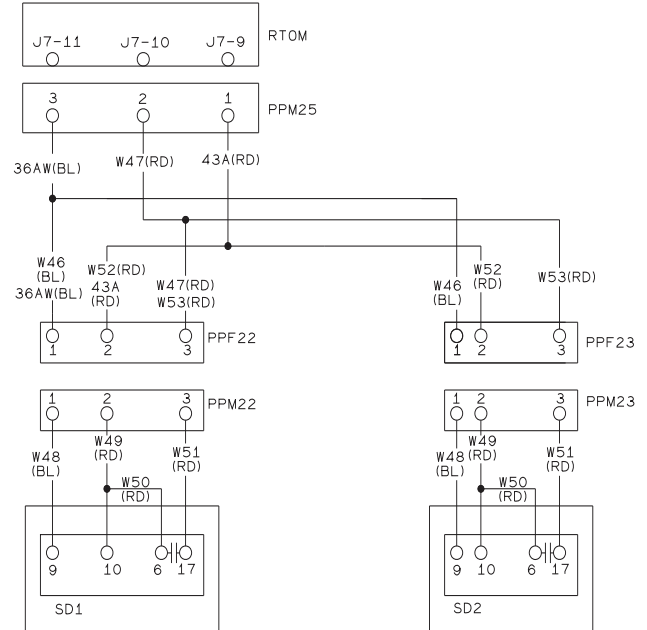 J7-11 J7-10 J7-9 RTOM
3 2 1 PPM25
36AW(BL) W47(RD) 43A(RD)
W46
(BL)
36AW(BL)
W52(RD)
43A
(RD)
W47(RD)
W53(RD)
W46
(BL)
W52
(RD)
W53(RD)
1 2 3 PPF22
1 2 3 PPF23
1 2 3 PPM22
1 2 3 PPM23
W48
(BL)
W49
(RD)
W50
(RD)
W51
(RD)
W48
(BL)
W49
(RD)
W50
(RD)
W51
(RD)
9 10 6 17
SD1
9 10 6 17
SD2